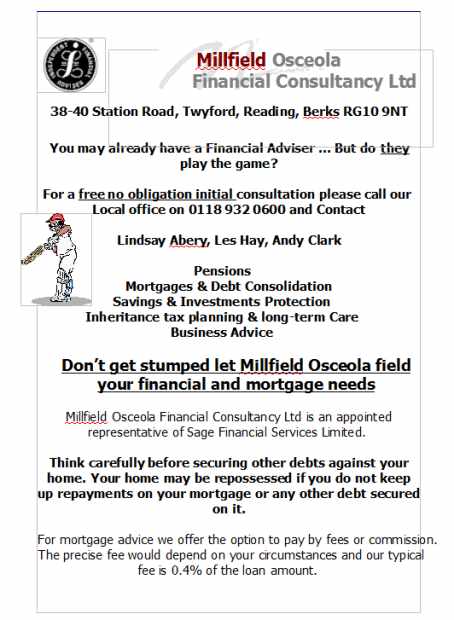 INDEPENDENT FINANCIAL ADVISER
Millfield Osceola
Financial Consultancy Ltd
38-40 Station Road, Twyford, Reading, Berks RG10 9NT
You may already have a Financial Adviser ... But do they
play the game?
For a free no obligation initial consultation please call our
Local office on 0118 932 0600 and Contact
Lindsay Abery, Les Hay, Andy Clark
Pensions
Mortgages & Debt Consolidation
Savings & Investments Protection
Inheritance tax planning & long-term Care
Business Advice
Don't get stumped let Millfield Osceola field
your financial and mortgage needs
Millfield Osceola Financial Consultancy Ltd is an appointed
representative of Sage Financial Services Limited.
Think carefully before securing other debts against your
home. Your home may be repossessed if you do not keep
up repayments on your mortgage or any other debt secured
on it.
For mortgage advice we offer the option to pay by fees or commission.
The precise fee would depend on your circumstances and our typical
fee is 0.4% of the loan amount.